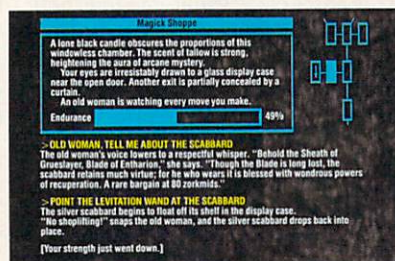 Magick Shoppe
A lone black candle obscures the proportions of this
windowless chamber. The scent of tallow is strong,
heightening the aura of arcane mystery.
Your eyes are irresistably drawn to a glass display case
near the open door. Another exit is partially concealed by a
curtain.
An old woman is watching every move you make.
Endurance 49%
>OLD WOMAN, TELL ME ABOUT THE SCABBARD
The old woman's voice lowers to a respectful whisper. "Behold the Sheath of
Grueslayer, Blade of Entharion," she says. "Though the Blade is long lost, the
scabbard retains much virtue; for he who wears it is blessed with wondrous powers
of recuperation. A rare bargain at 80 zorkmids."
>POINT THE LEVITATION WAND AT THE SCABBARD
The silver scabbard begins to float off its shelf in the display case.
"No shoplifting!" snaps the old woman, and the silver scabbard drops back into
place.
[Your strength just went down.]